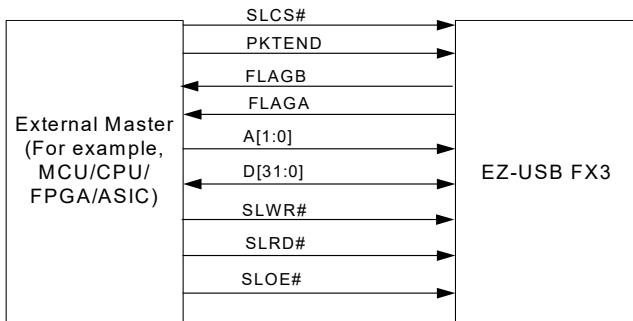 SLCS#
PKTEND
FLAGB
FLAGA
External Master
(For example,
MCU/CPU/
FPGA/ASIC)
A[1:0]
D[31:0]
SLWR#
SLRD#
SLOE#
EZ-USB FX3